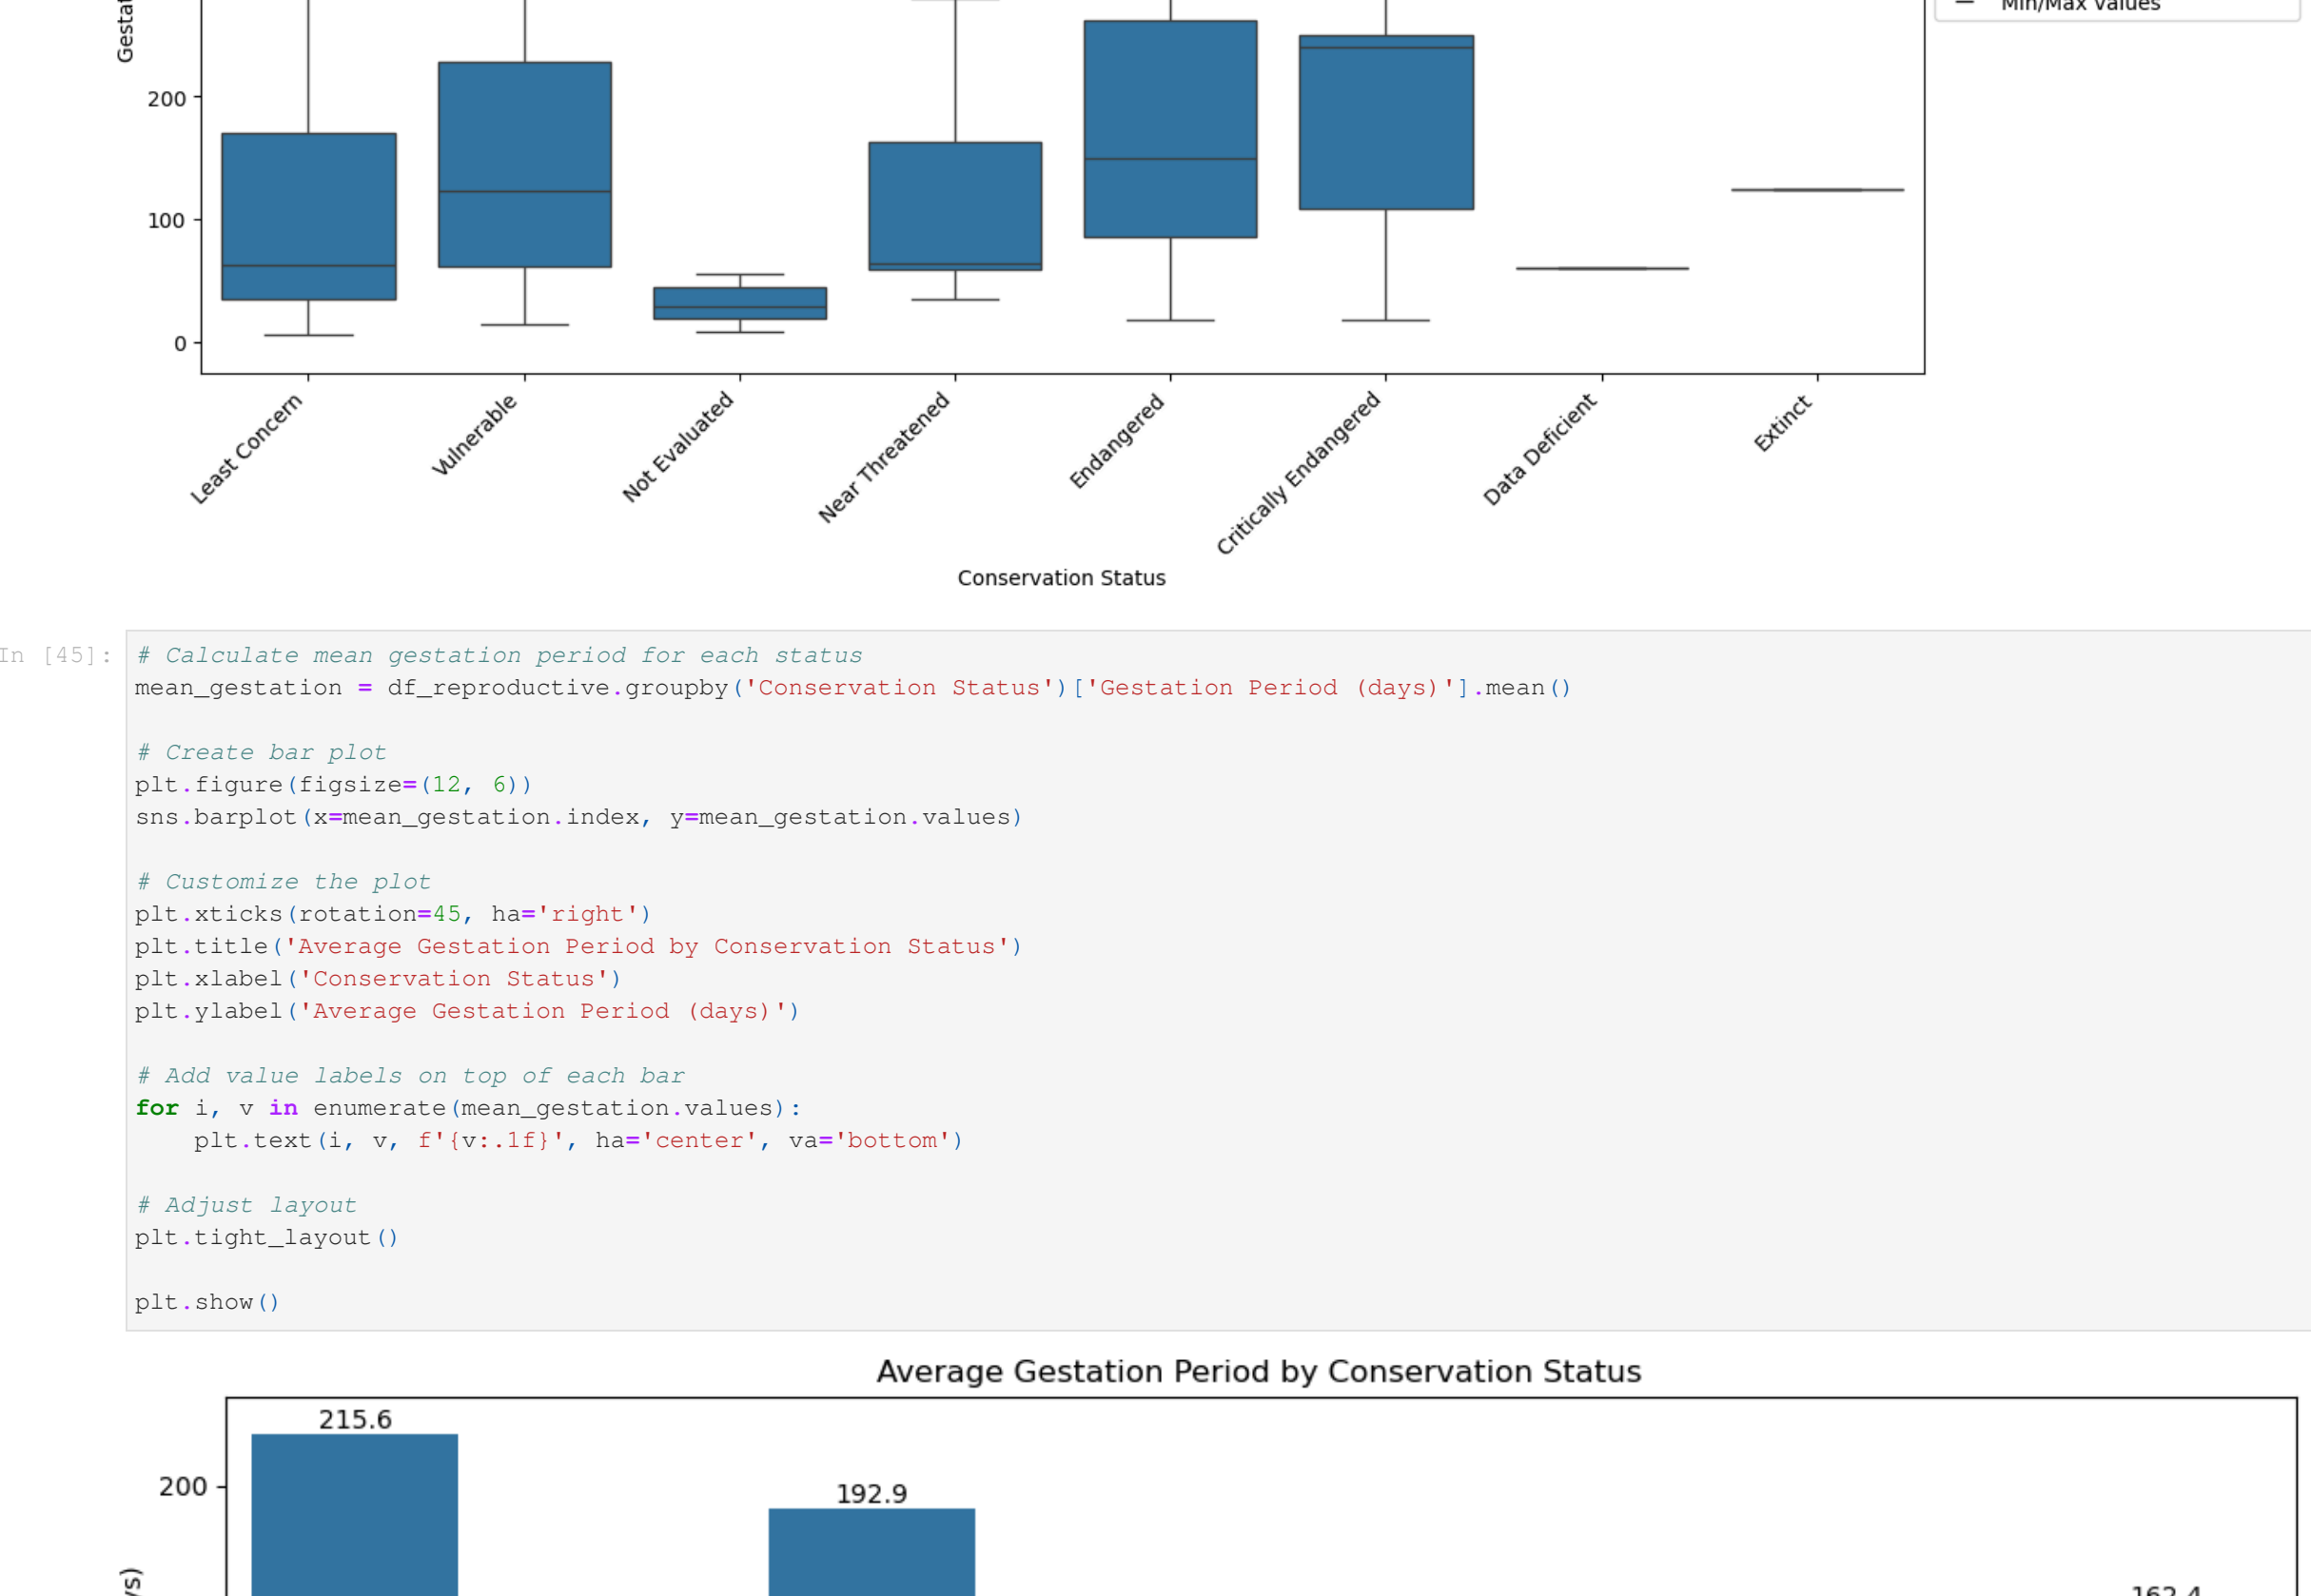 Gestat
Min/Max values
200
100
0
Least Concern
Vulnerable
Not Evaluated
Near Threatened
Endangered
Critically Endangered
Data Deficient
Extinct
Conservation Status
In [45]:
# Calculate mean gestation period for each status
mean_gestation = df_reproductive.groupby('Conservation Status')['Gestation Period (days)'].mean()
# Create bar plot
plt.figure(figsize=(12, 6))
sns.barplot(x=mean_gestation.index, y=mean_gestation.values)
# Customize the plot
plt.xticks(rotation=45, ha='right')
plt.title('Average Gestation Period by Conservation Status')
plt.xlabel('Conservation Status')
plt.ylabel('Average Gestation Period (days)')
# Add value labels on top of each bar
for i, v in enumerate(mean_gestation.values):
    plt.text(i, v, f'{v:.1f}', ha='center', va='bottom')
# Adjust layout
plt.tight_layout()
plt.show()
Average Gestation Period by Conservation Status
215.6
200
192.9
162.4
ys)